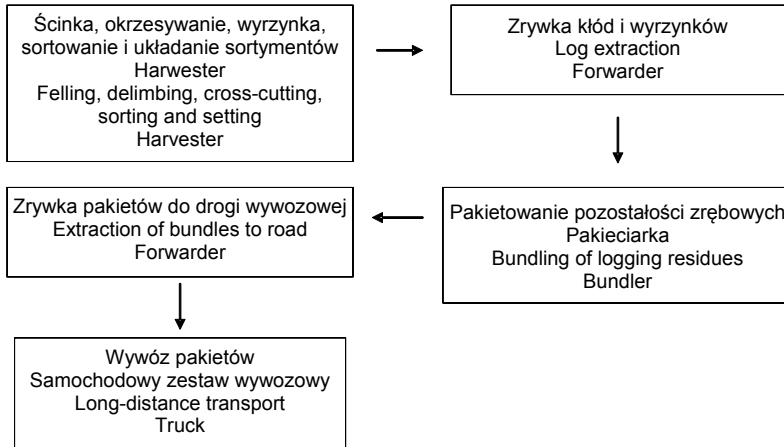 Ścinka, okrzesywanie, wyrzynka,
sortowanie i układanie sortymentów
Harwester
Felling, delimbing, cross-cutting,
sorting and setting
Harvester
Zrywka kłód i wyrzynków
Log extraction
Forwarder
Pakietowanie pozostałości zrębowych
Pakieciarka
Bundling of logging residues
Bundler
Zrywka pakietów do drogi wywozowej
Extraction of bundles to road
Forwarder
Wywóz pakietów
Samochodowy zestaw wywozowy
Long-distance transport
Truck